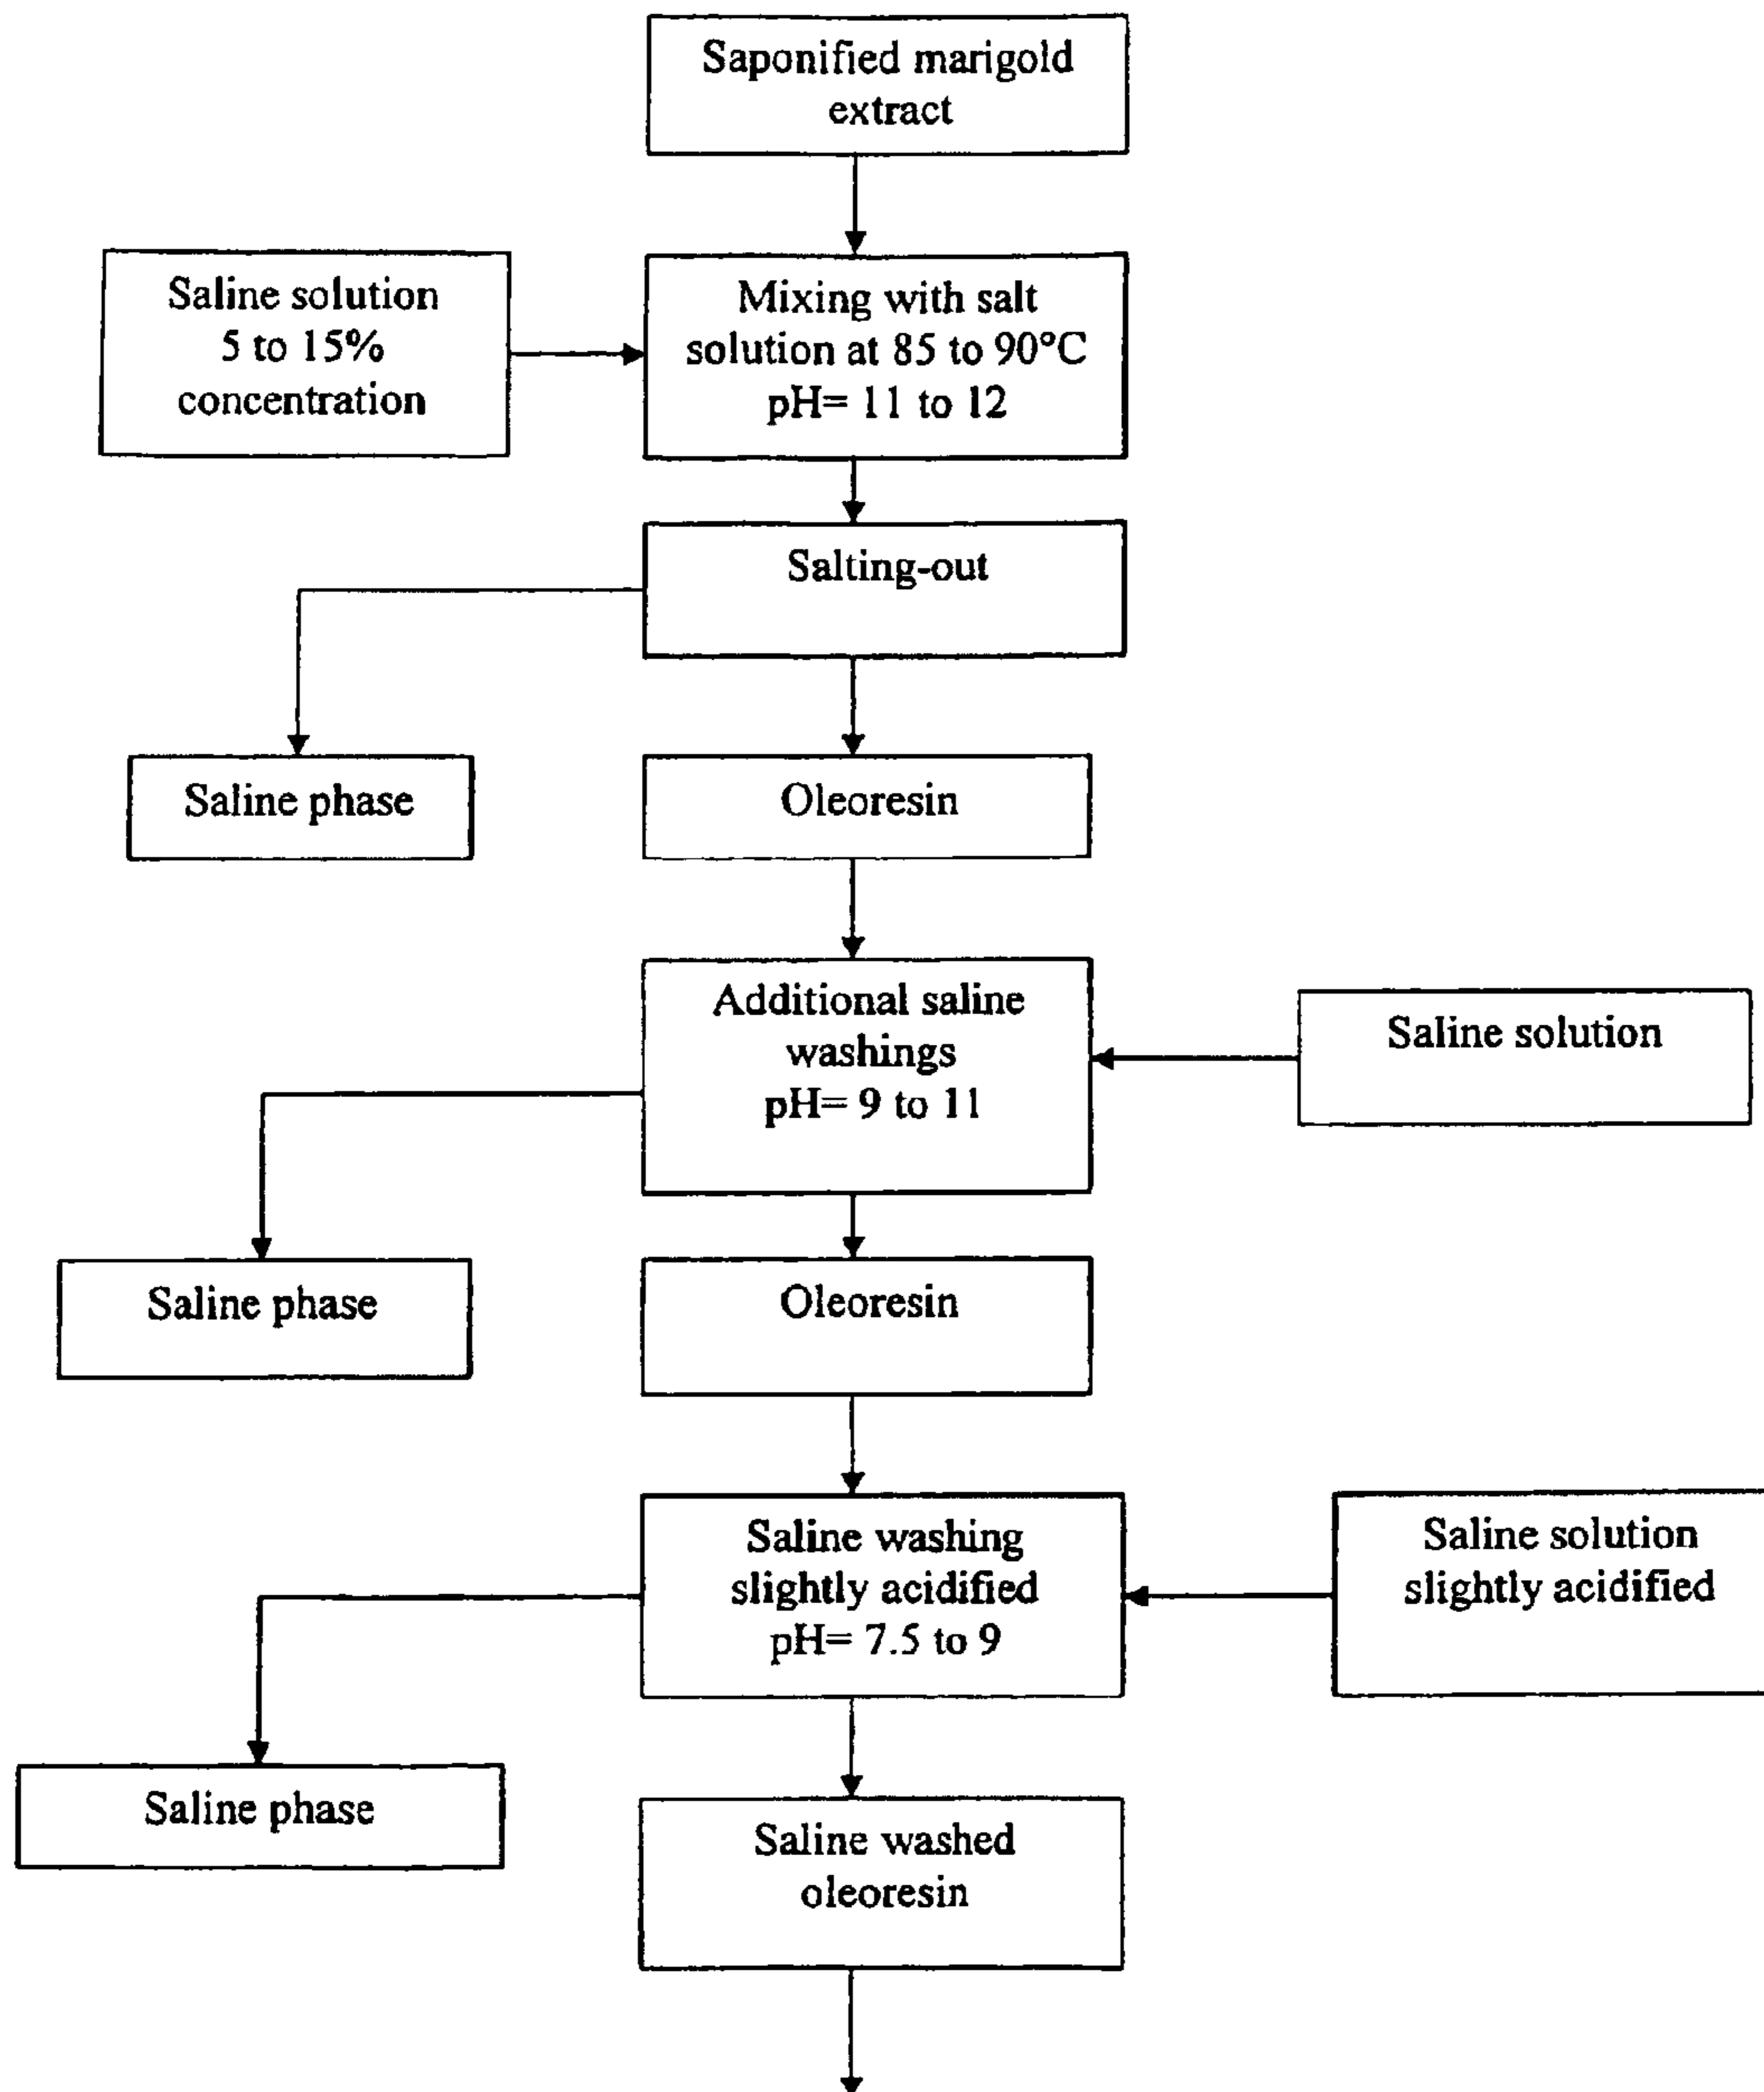 Saponified marigold
extract
Saline solution
5 to 15%
concentration
Mixing with salt
solution at 85 to 90°C
pH= 11 to 12
Salting-out
Saline phase
Oleoresin
Additional saline
washings
pH= 9 to 11
Saline solution
Saline phase
Oleoresin
Saline washing
slightly acidified
pH= 7.5 to 9
Saline solution
slightly acidified
Saline phase
Saline washed
oleoresin